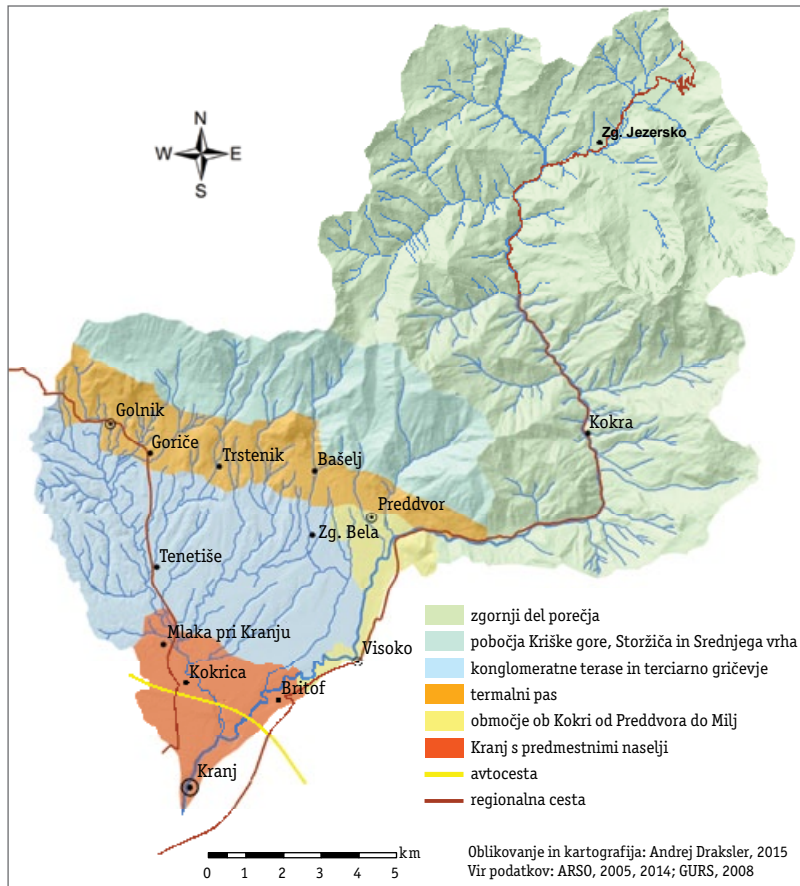 N
W E
S
Zg. Jezersko
Kokra
Golnik
Goriče
Trstenik
Bašelj
Preddvor
Zg. Bela
Tenetiše
Mlaka pri Kranju
Visoko
Kokrica
Britof
Kranj
zgornji del porečja
pobočja Kriške gore, Storžiča in Srednjega vrha
konglomeratne terase in terciarno gričevje
termalni pas
območje ob Kokri od Preddvora do Milj
Kranj s predmestnimi naselji
avtocesta
regionalna cesta
km
0 1 2 3 4 5
Oblikovanje in kartografija: Andrej Draksler, 2015
Vir podatkov: ARSO, 2005, 2014; GURS, 2008